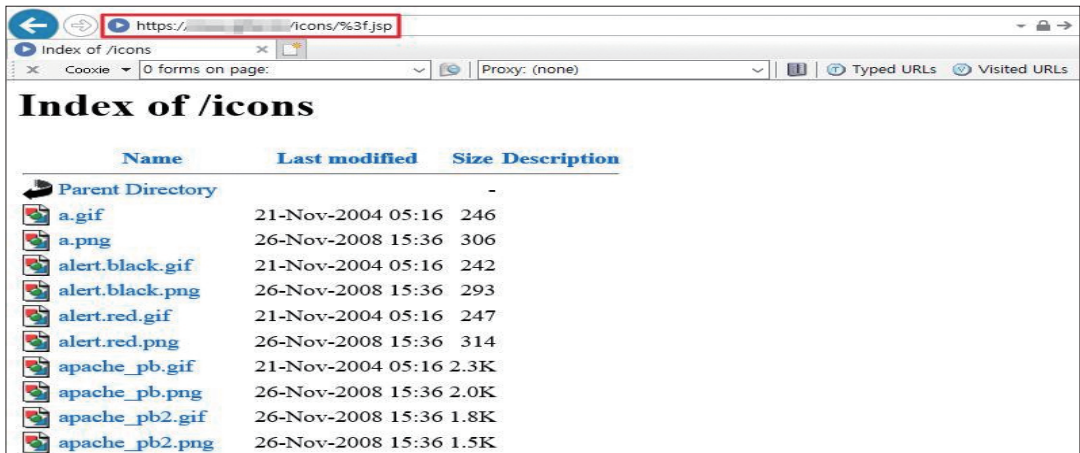 https:// /icons/%3f.jsp
Index of /icons
Cooxie 0 forms on page: Proxy: (none) Typed URLs Visited URLs
Index of /icons
Name Last modified Size Description
Parent Directory -
a.gif 21-Nov-2004 05:16 246
a.png 26-Nov-2008 15:36 306
alert.black.gif 21-Nov-2004 05:16 242
alert.black.png 26-Nov-2008 15:36 293
alert.red.gif 21-Nov-2004 05:16 247
alert.red.png 26-Nov-2008 15:36 314
apache_pb.gif 21-Nov-2004 05:16 2.3K
apache_pb.png 26-Nov-2008 15:36 2.0K
apache_pb2.gif 26-Nov-2008 15:36 1.8K
apache_pb2.png 26-Nov-2008 15:36 1.5K